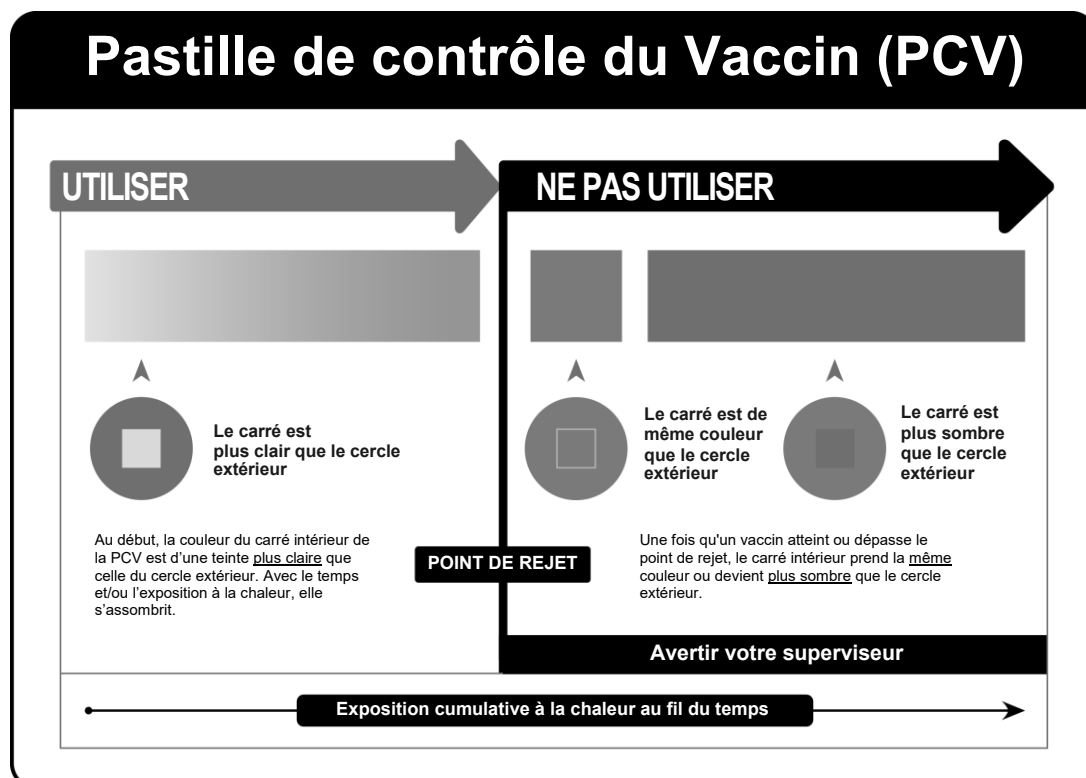 Pastille de contrôle du Vaccin (PCV)
UTILISER
NE PAS UTILISER
Le carré est
plus clair que le cercle
extérieur
Le carré est de
même couleur
que le cercle
extérieur
Le carré est
plus sombre
que le cercle
extérieur
Au début, la couleur du carré intérieur de
la PCV est d’une teinte plus claire que
celle du cercle extérieur. Avec le temps
et/ou l’exposition à la chaleur, elle
s’assombrit.
POINT DE REJET
Une fois qu'un vaccin atteint ou dépasse le
point de rejet, le carré intérieur prend la même
couleur ou devient plus sombre que le cercle
extérieur.
Avertir votre superviseur
Exposition cumulative à la chaleur au fil du temps